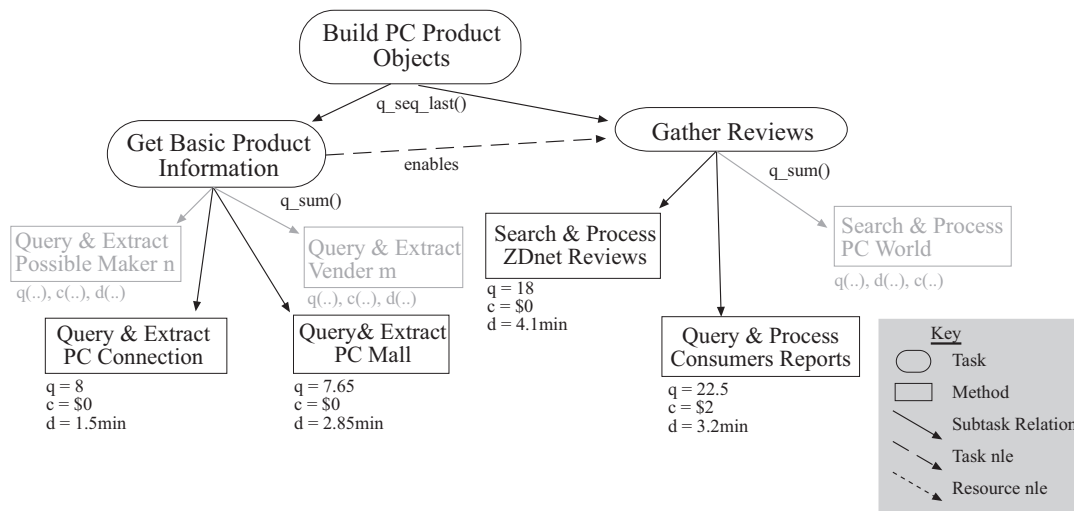 Build PC Product
Objects
q_seq_last()
Get Basic Product
Information
enables
Gather Reviews
q_sum()
q_sum()
Query & Extract
Possible Maker n
q(..), c(..), d(..)
Query & Extract
Vender m
q(..), c(..), d(..)
Query & Extract
PC Connection
q = 8
c = $0
d = 1.5min
Query& Extract
PC Mall
q = 7.65
c = $0
d = 2.85min
Search & Process
ZDnet Reviews
q = 18
c = $0
d = 4.1min
Search & Process
PC World
q(..), d(..), c(..)
Query & Process
Consumers Reports
q = 22.5
c = $2
d = 3.2min
Key
Task
Method
Subtask Relation
Task nle
Resource nle